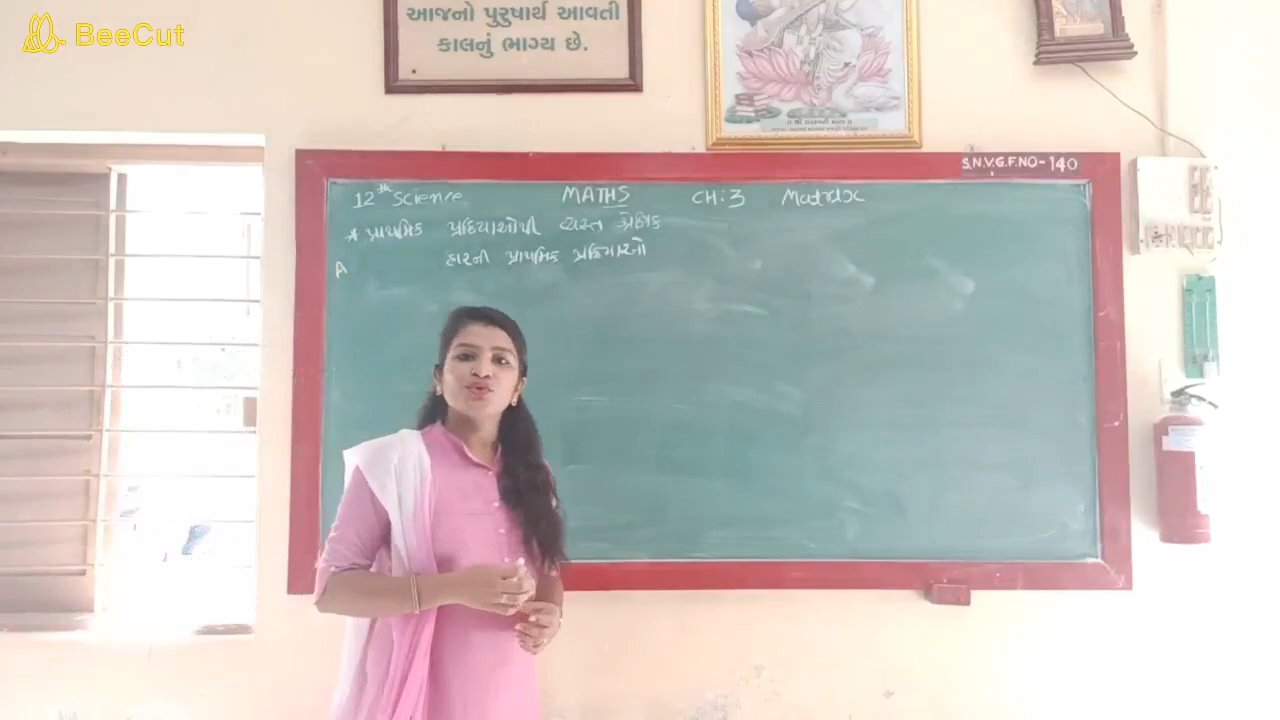 BeeCut
આજનો પુરુષાર્થ આવતી
કાલનું ભાગ્ય છે.
S.N.V.G.F.NO-140
12th Science MATHS CH:3 Matrix
* પ્રાથમિક પ્રક્રિયાઓથી વ્યસ્ત શ્રેણિક
હારની પ્રાથમિક પ્રક્રિયાઓ
A